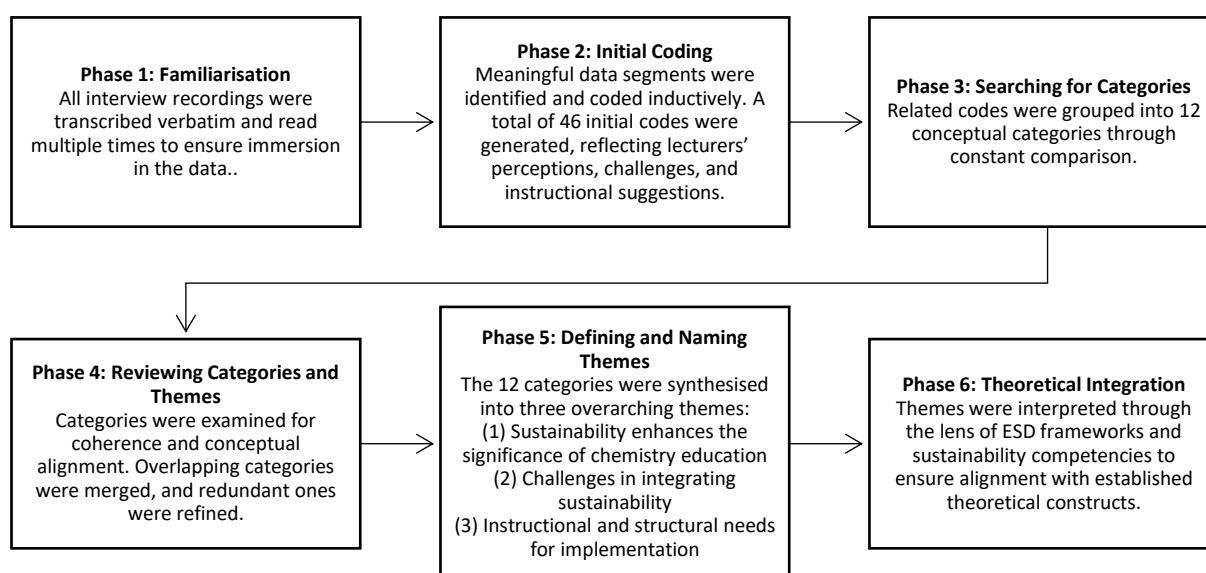 Phase 1: Familiarisation
All interview recordings were
transcribed verbatim and read
multiple times to ensure immersion
in the data..
Phase 2: Initial Coding
Meaningful data segments were
identified and coded inductively. A
total of 46 initial codes were
generated, reflecting lecturers’
perceptions, challenges, and
instructional suggestions.
Phase 3: Searching for Categories
Related codes were grouped into 12
conceptual categories through
constant comparison.
Phase 4: Reviewing Categories and
Themes
Categories were examined for
coherence and conceptual
alignment. Overlapping categories
were merged, and redundant ones
were refined.
Phase 5: Defining and Naming
Themes
The 12 categories were synthesised
into three overarching themes:
(1) Sustainability enhances the
significance of chemistry education
(2) Challenges in integrating
sustainability
(3) Instructional and structural needs
for implementation
Phase 6: Theoretical Integration
Themes were interpreted through
the lens of ESD frameworks and
sustainability competencies to
ensure alignment with established
theoretical constructs.